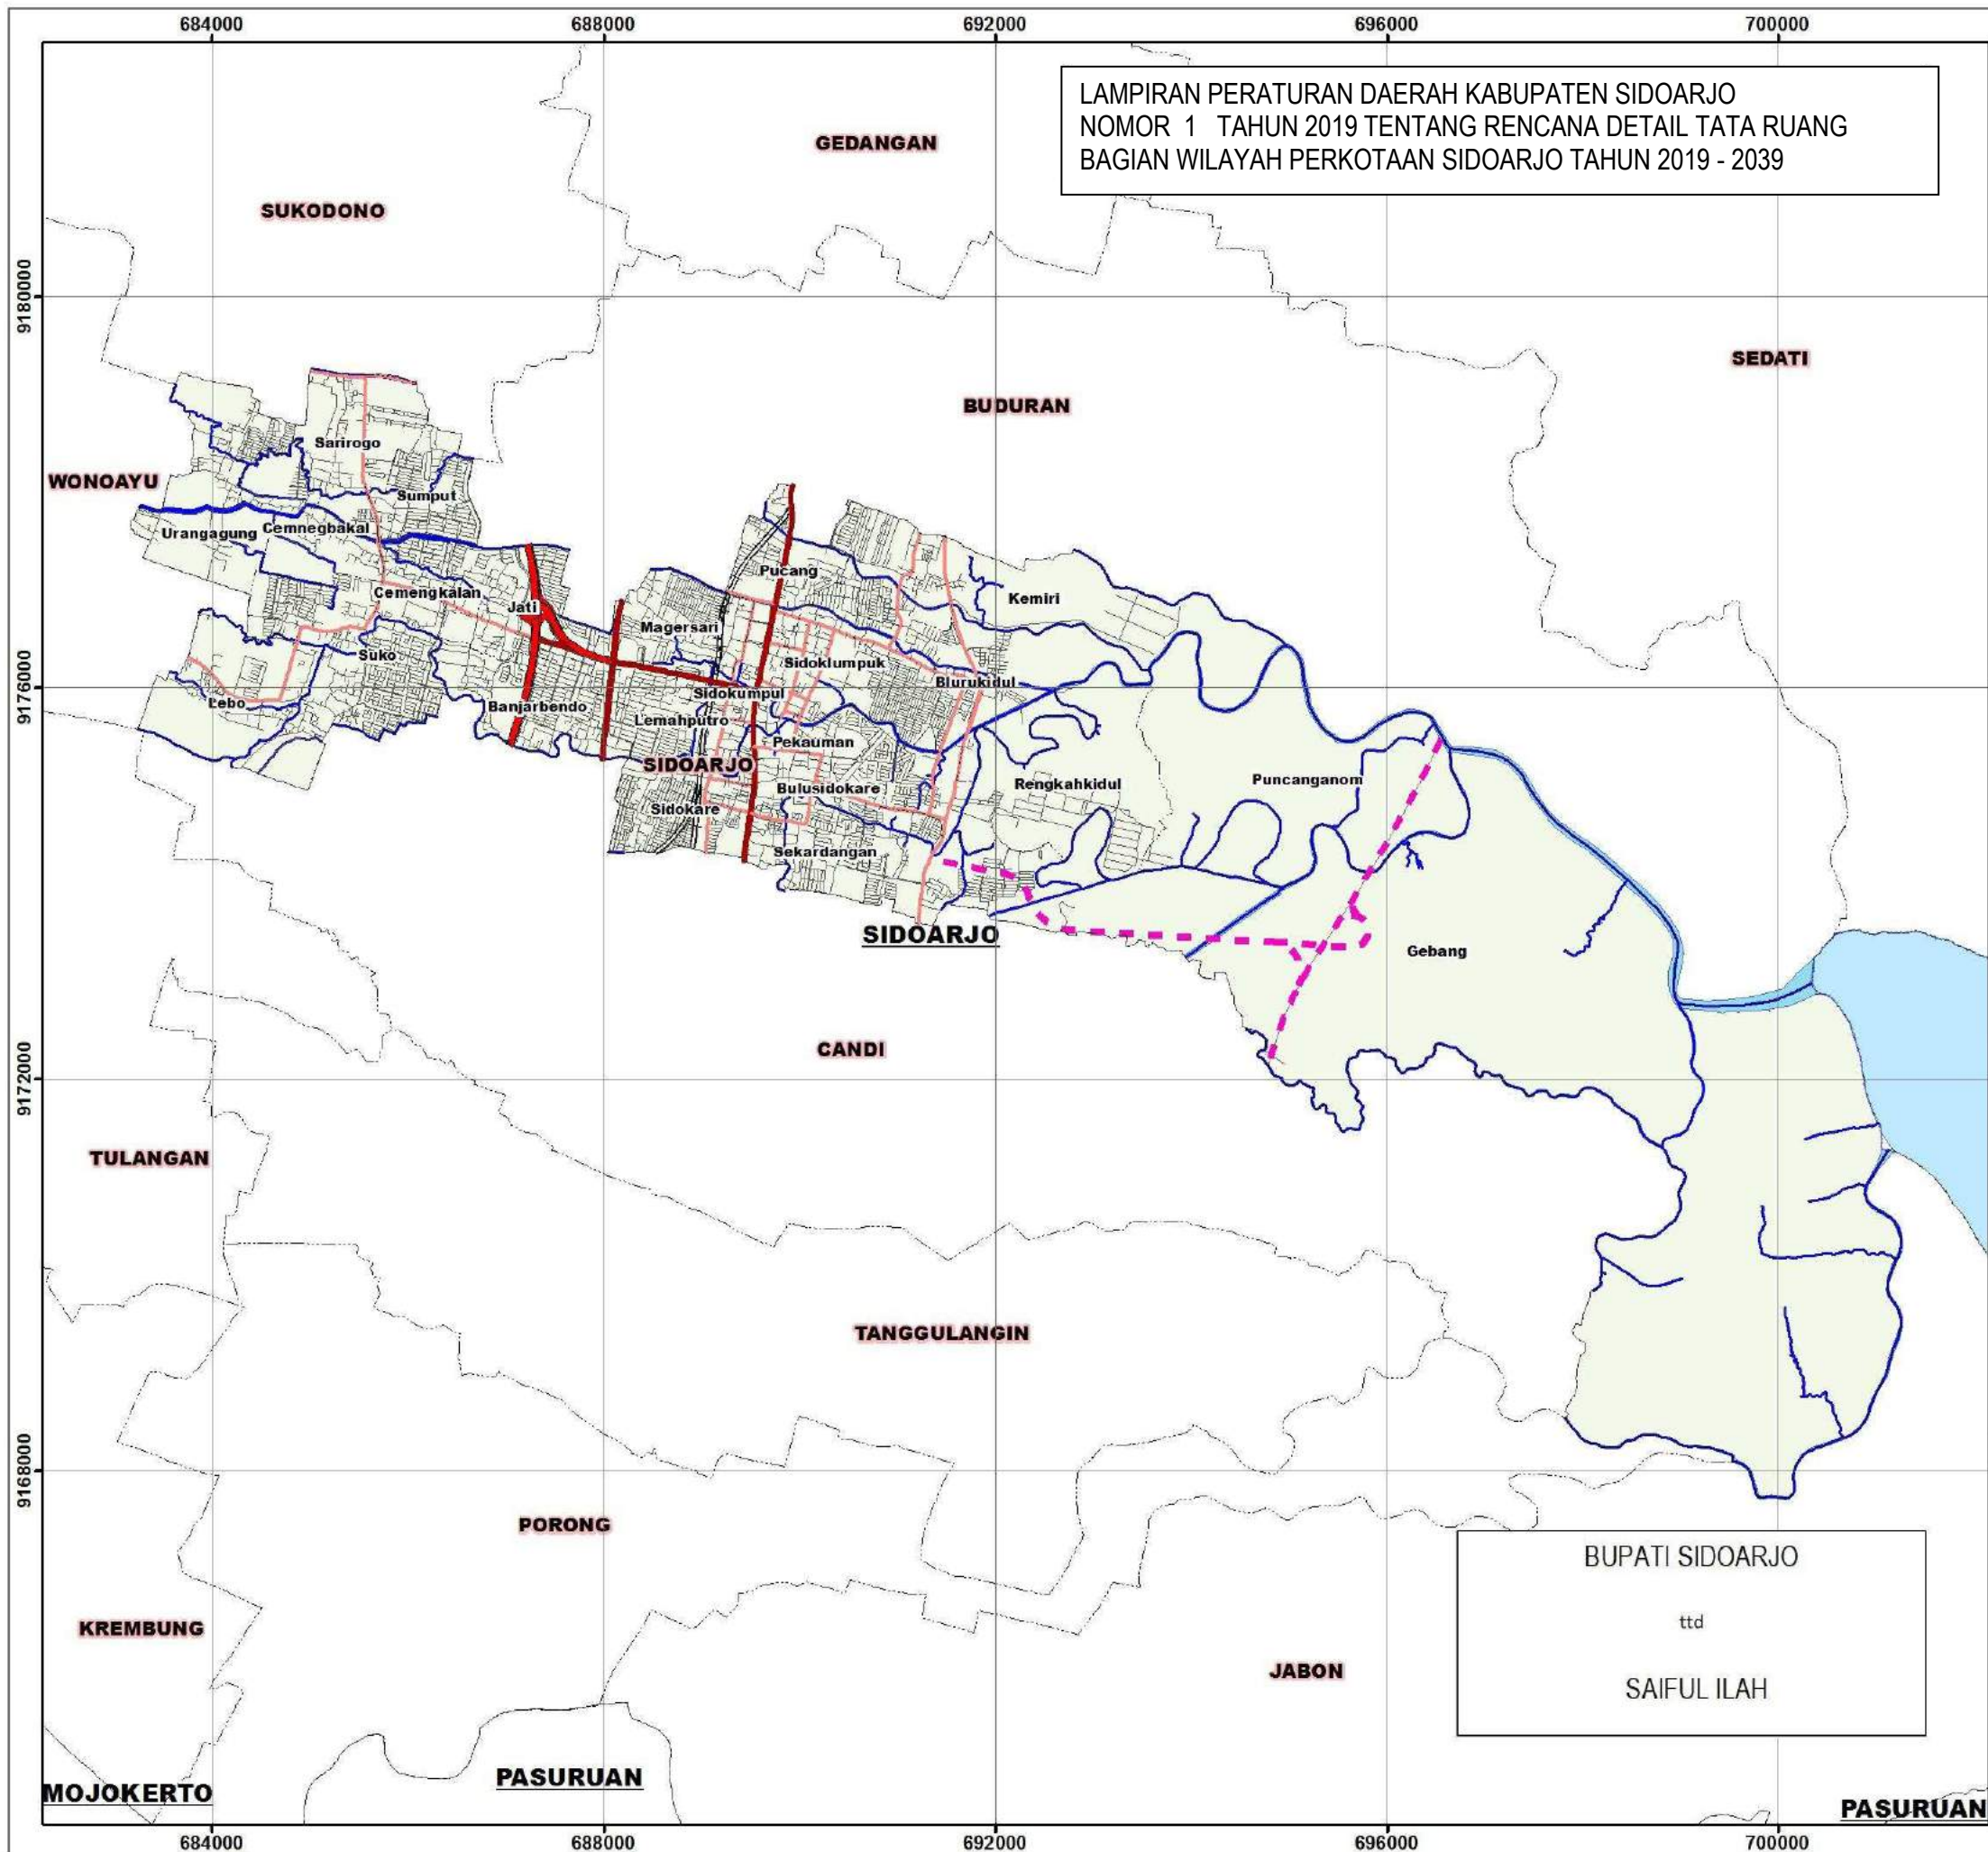 684000
688000
692000
696000
700000
LAMPIRAN PERATURAN DAERAH KABUPATEN SIDOARJO
NOMOR 1 TAHUN 2019 TENTANG RENCANA DETAIL TATA RUANG
BAGIAN WILAYAH PERKOTAAN SIDOARJO TAHUN 2019 - 2039
GEDANGAN
SUKODONO
9180000
SEDATI
BUDURAN
Sarirogo
WONOAYU
Sumput
Urangagung
Cemnegbakal
Pucang
Cemengkalan
Kemiri
Jati
Magersari
Suko
Sidoklumpuk
9176000
Blurukidul
Sidokumpul
Lebo
Banjarbendo
Lemahputro
Pekauman
SIDOARJO
Puncanganom
Rengkahkidul
Bulusidokare
Sidokare
Sekardangan
SIDOARJO
Gebang
CANDI
9172000
TULANGAN
TANGGULANGIN
9168000
PORONG
BUPATI SIDOARJO
ttd
KREMBUNG
JABON
SAIFUL ILAH
PASURUAN
MOJOKERTO
PASURUAN
684000
688000
692000
696000
700000